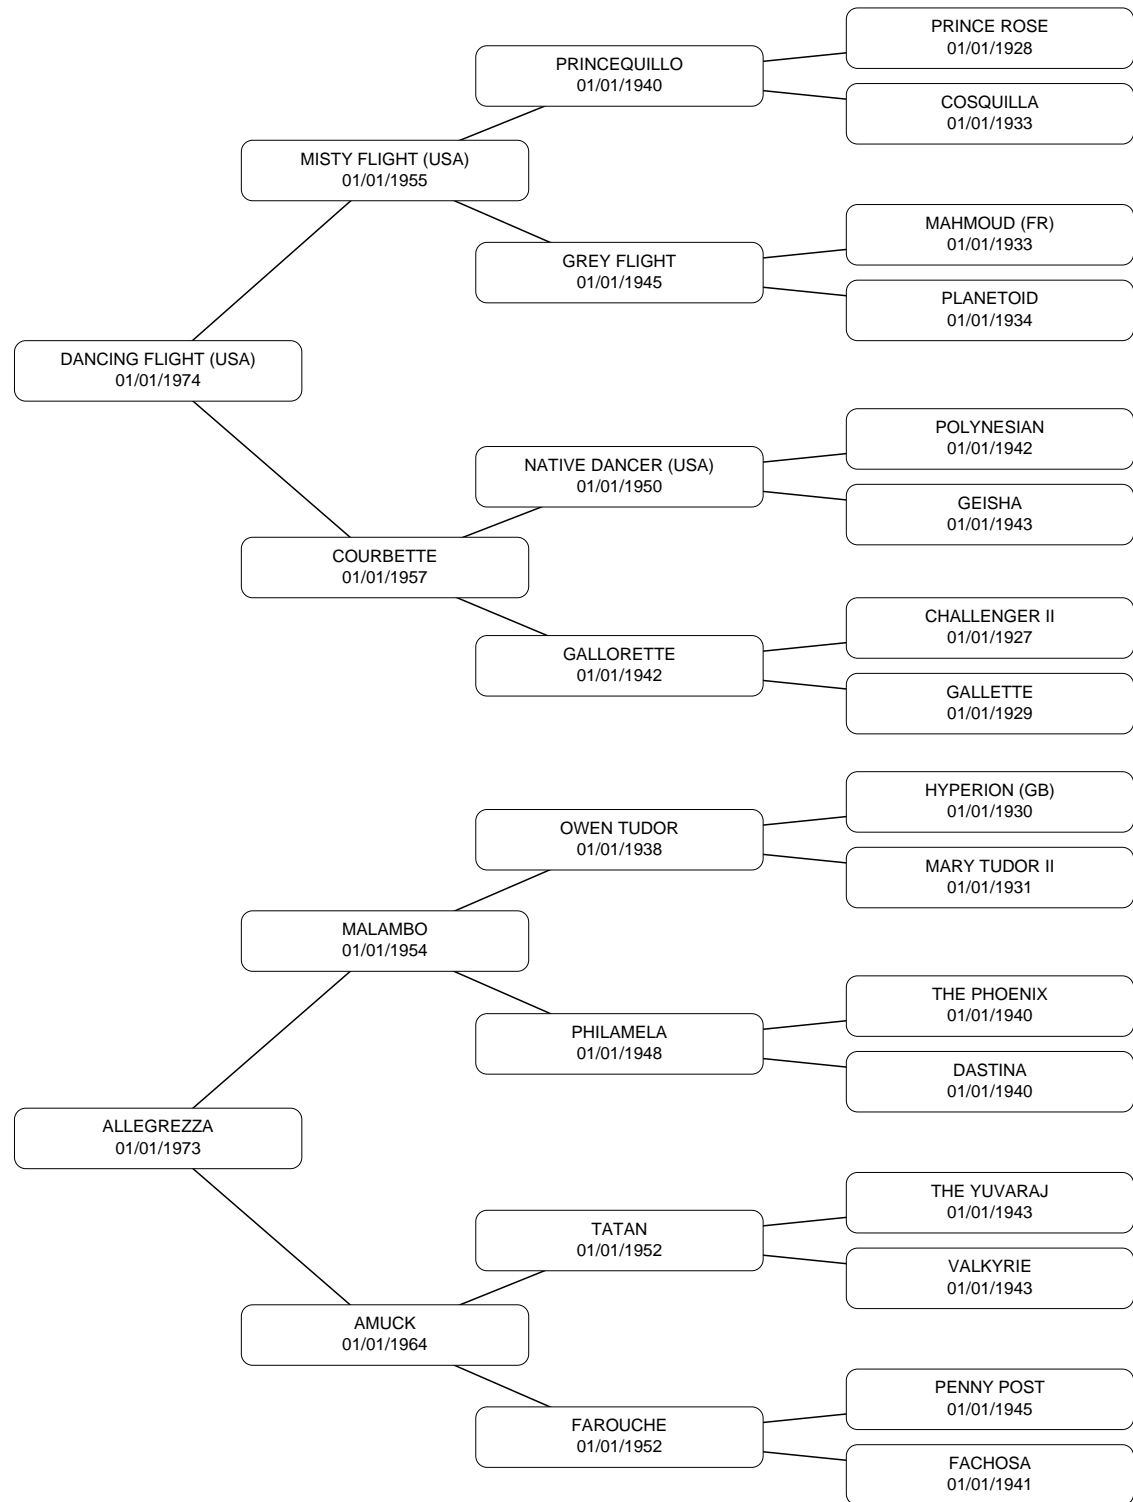 PRINCE ROSE
01/01/1928
PRINCEQUILLO
01/01/1940
COSQUILLA
01/01/1933
MISTY FLIGHT (USA)
01/01/1955
MAHMOUD (FR)
01/01/1933
GREY FLIGHT
01/01/1945
PLANETOID
01/01/1934
DANCING FLIGHT (USA)
01/01/1974
POLYNESIAN
01/01/1942
NATIVE DANCER (USA)
01/01/1950
GEISHA
01/01/1943
COURBETTE
01/01/1957
CHALLENGER II
01/01/1927
GALLORETTE
01/01/1942
GALLETTE
01/01/1929
HYPERION (GB)
01/01/1930
OWEN TUDOR
01/01/1938
MARY TUDOR II
01/01/1931
MALAMBO
01/01/1954
THE PHOENIX
01/01/1940
PHILAMELA
01/01/1948
DASTINA
01/01/1940
ALLEGREZZA
01/01/1973
THE YUVARAJ
01/01/1943
TATAN
01/01/1952
VALKYRIE
01/01/1943
AMUCK
01/01/1964
PENNY POST
01/01/1945
FAROUCHE
01/01/1952
FACHOSA
01/01/1941